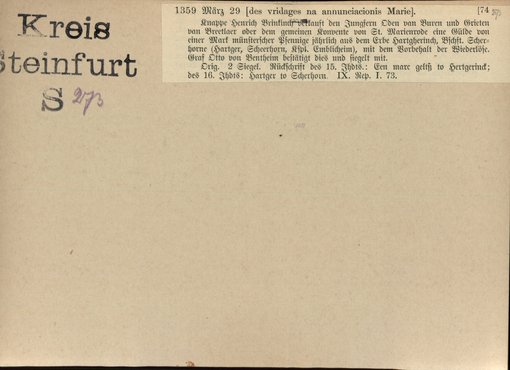 Kreis
Steinfurt
S 273
1359 März 29 [des vridages na annunciacionis Marie]. [74
Knappe Henrich Brinkinch verkauft den Jungfern Oden van Buren und Grieten
van Breetlaer oder dem gemeinen Konvente von St. Marienrode eine Gülde von
einer Mark münsterischer Pfennige jährlich aus dem Erbe Hartgherinch, Bschft. Scher-
horne (Hartger, Scheerhorn, Kspl. Emblicheim), mit dem Vorbehalt der Wiederlöse.
Graf Otto von Bentheim bestätigt dies und siegelt mit.
Orig. 2 Siegel. Rückschrift des 15. Jhdts.: Een marc geltz to Hertgerinck;
des 16. Jhdts: Hartger to Scherhorn. IX. Rep. I. 73.